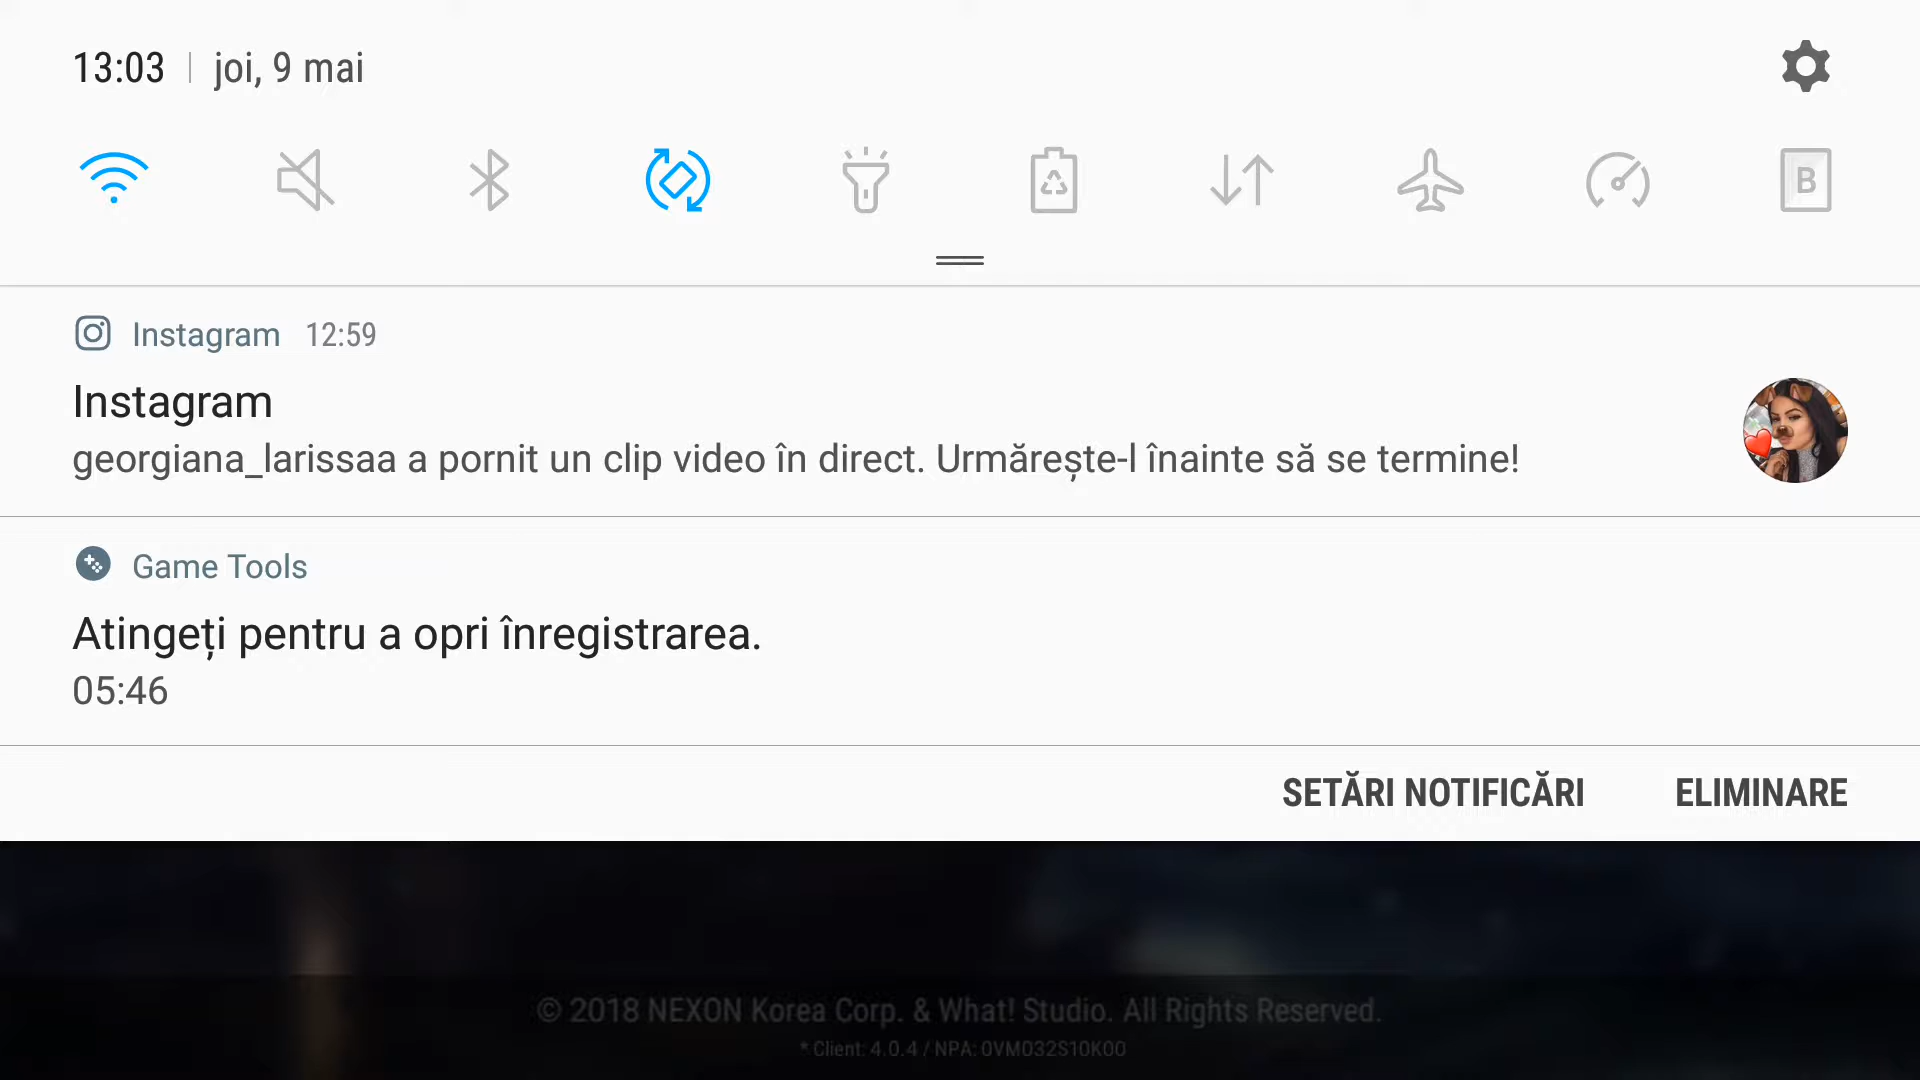 13:03 | joi, 9 mai
B
Instagram 12:59
Instagram
georgiana_larissaa a pornit un clip video în direct. Urmărește-l înainte să se termine!
Game Tools
Atingeți pentru a opri înregistrarea.
05:46
SETĂRI NOTIFICĂRI ELIMINARE
© 2018 NEXON Korea Corp. & What! Studio. All Rights Reserved.
* Client: 4.0.4 / NPA: 0VM032S10K00